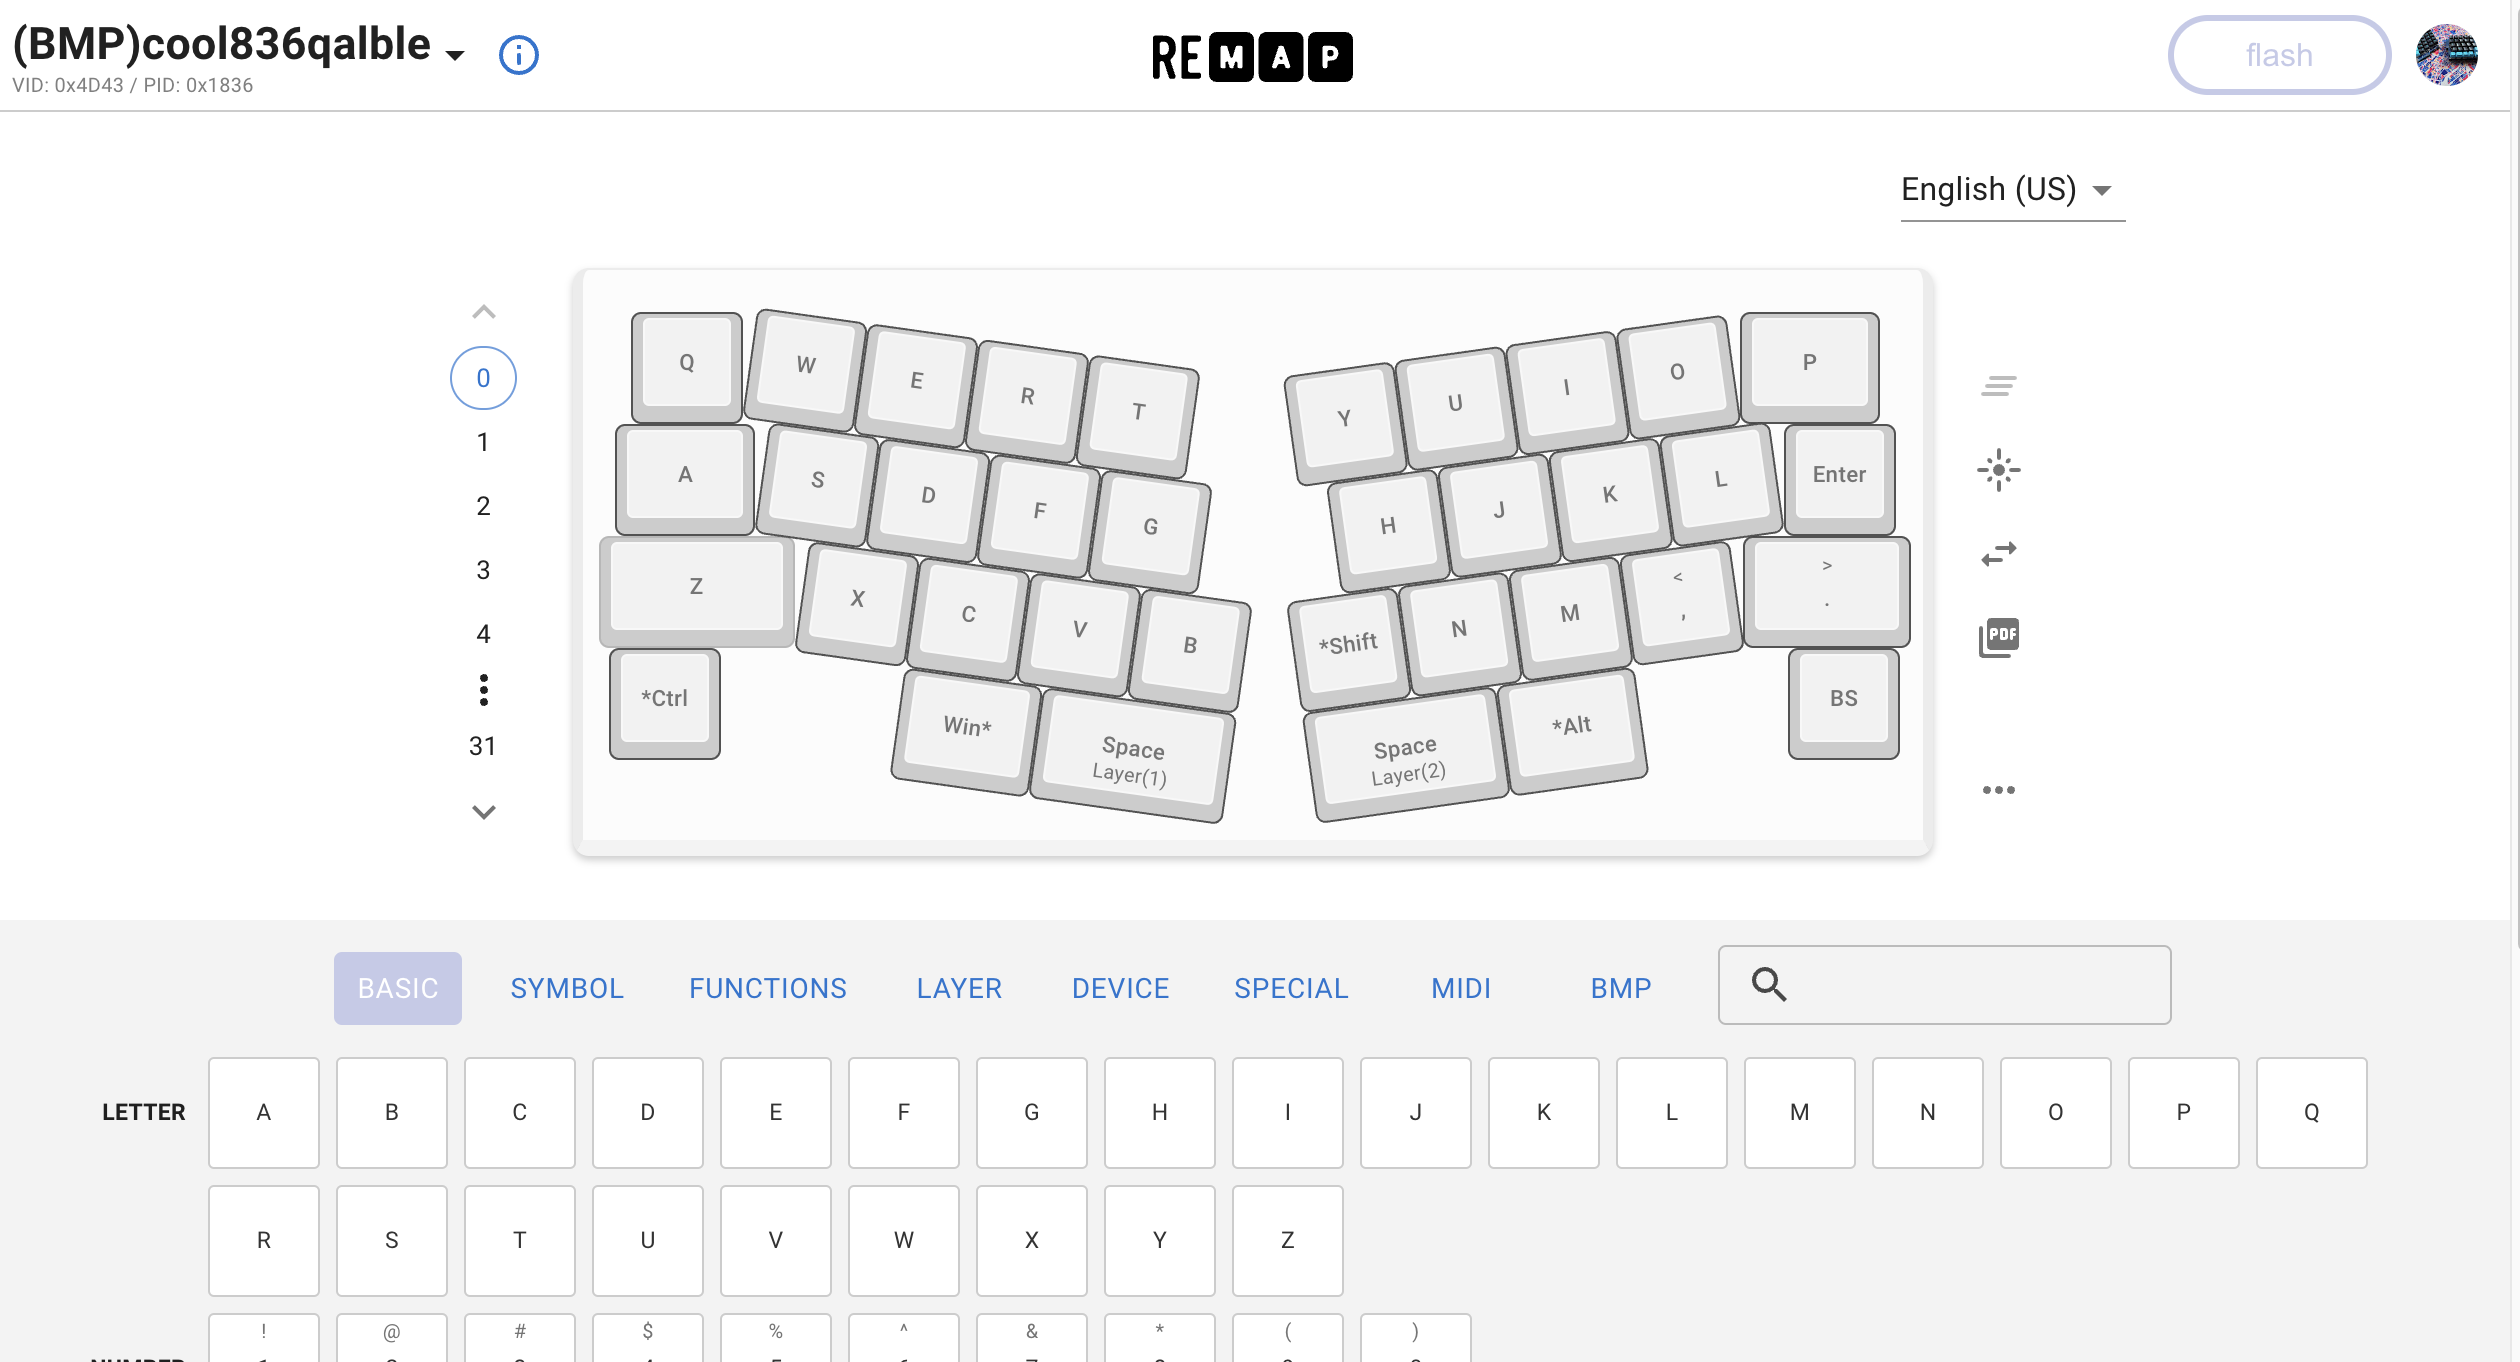 (BMP)cool836qalble
VID: 0x4D43 / PID: 0x1836
REMAP
flash
English (US)
0
1
2
3
4
31
Q W E R T Y U I O P
A S D F G H J K L Enter
Z X C V B *Shift N M < , > .
*Ctrl Win* Space Layer(1) Space Layer(2) *Alt BS
PDF
BASIC SYMBOL FUNCTIONS LAYER DEVICE SPECIAL MIDI BMP
LETTER A B C D E F G H I J K L M N O P Q
R S T U V W X Y Z
! @ # $ % ^ & * ( )